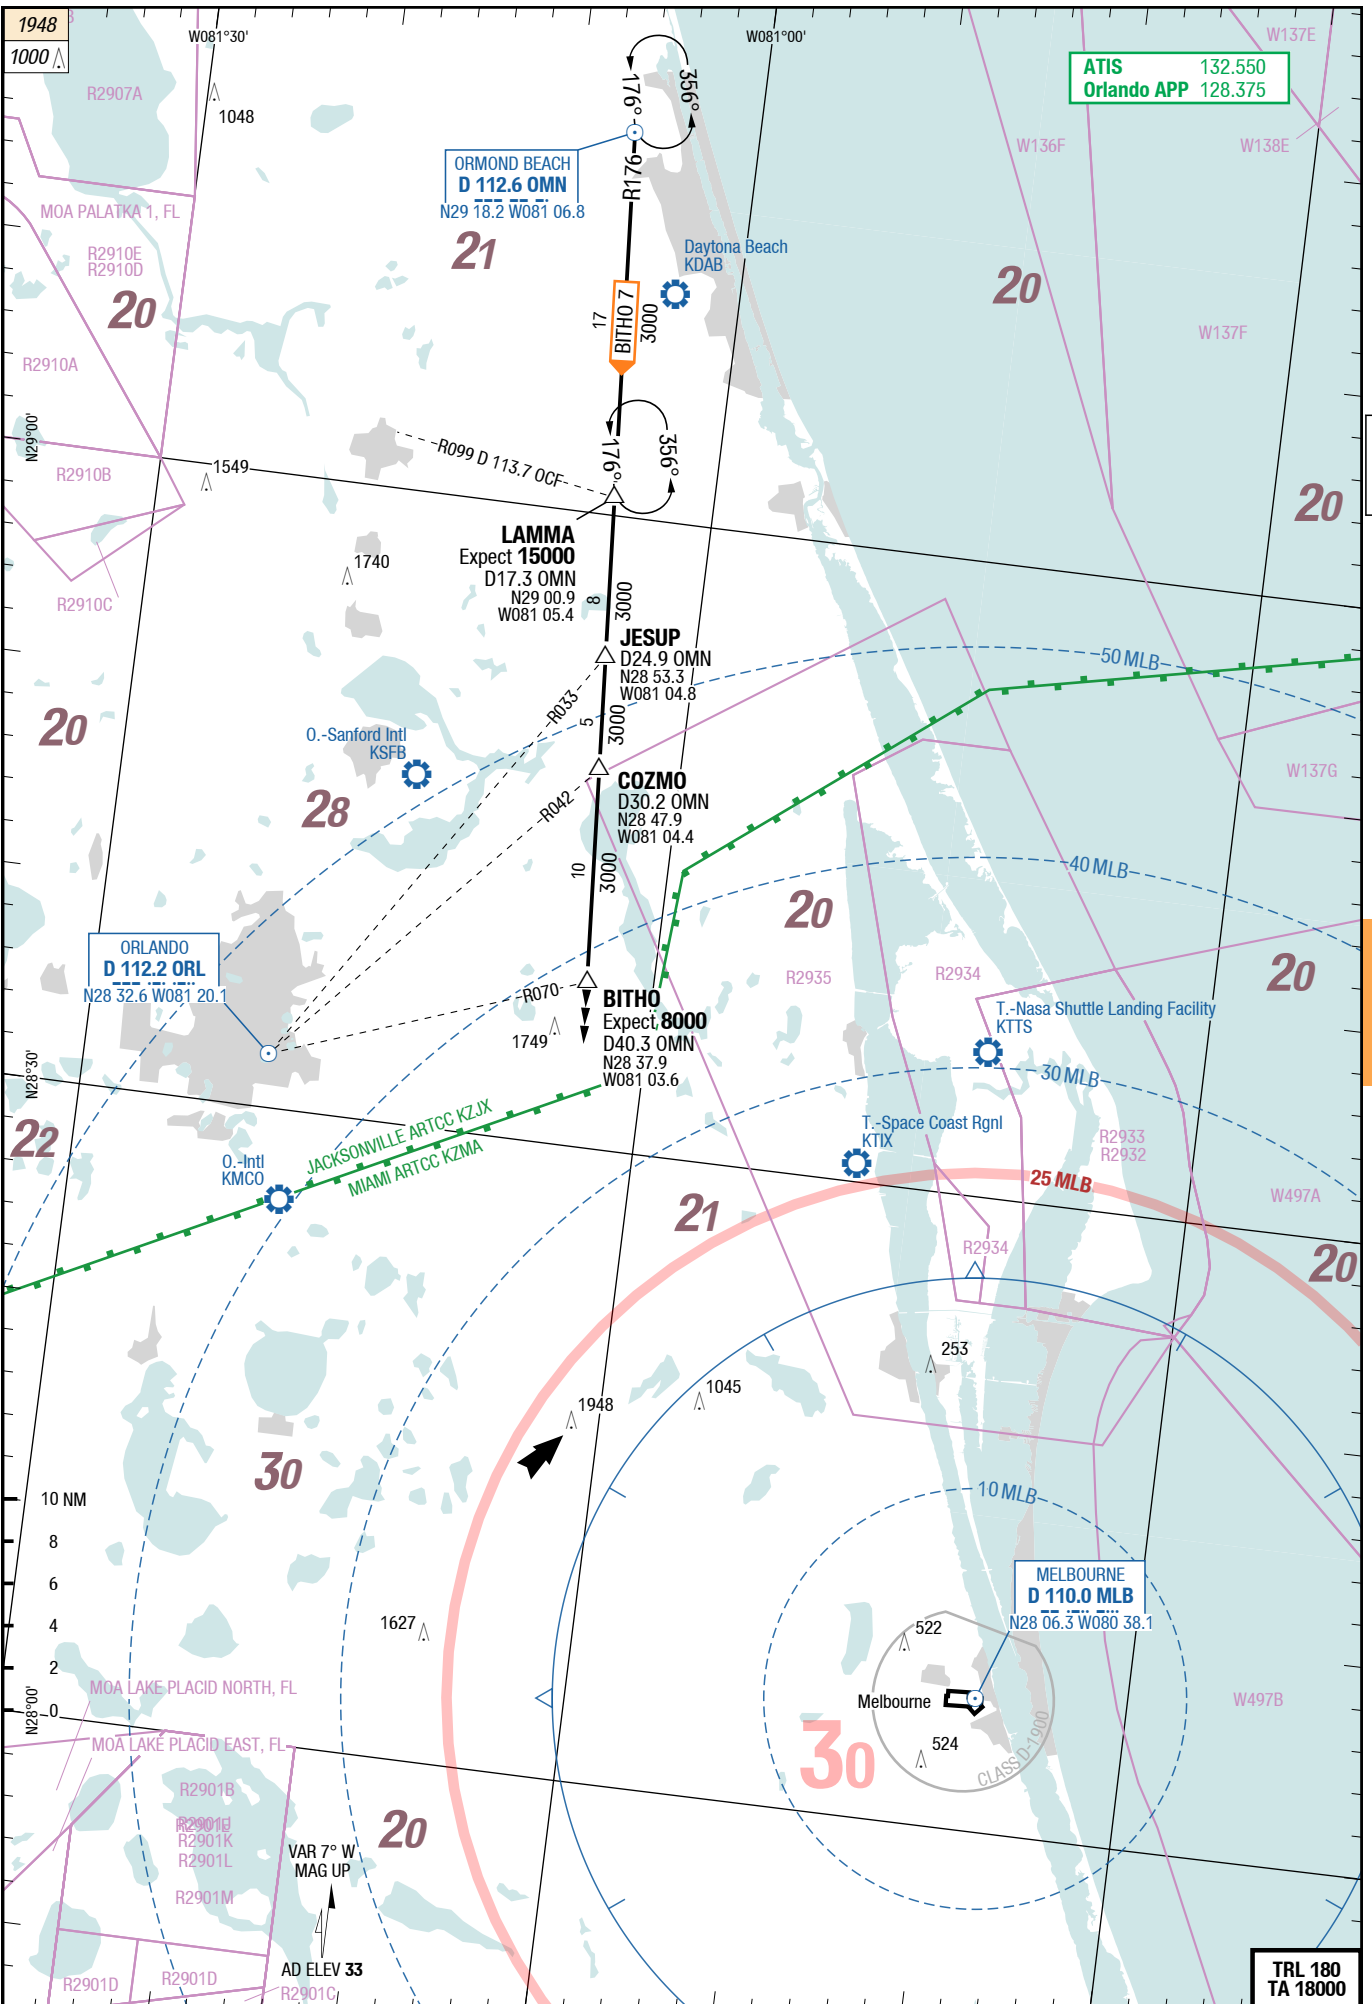 1948
1000
W081°30'
W081°00'
ATIS 132.550
Orlando APP 128.375
W137E
W136F
W138E
R2907A
1048
176°
356°
R176
ORMOND BEACH
D 112.6 OMN
N29 18.2 W081 06.8
MOA PALATKA 1, FL
R2910E
R2910D
20
21
Daytona Beach
KDAB
20
17
BITHO 7
3000
W137F
R2910A
N29°00'
R2910B
1549
R099 D 113.7 OCF
176°
356°
20
LAMMA
Expect 15000
D17.3 OMN
N29 00.9
W081 05.4
1740
R2910C
8
3000
JESUP
D24.9 OMN
N28 53.3
W081 04.8
50 MLB
20
R033
5
3000
O.-Sanford Intl
KSFB
28
COZMO
D30.2 OMN
N28 47.9
W081 04.4
W137G
R042
10
3000
40 MLB
20
ORLANDO
D 112.2 ORL
N28 32.6 W081 20.1
R2935
R2934
20
R070
BITHO
Expect 8000
D40.3 OMN
N28 37.9
W081 03.6
1749
T.-Nasa Shuttle Landing Facility
KTTS
N28°30'
30 MLB
22
JACKSONVILLE ARTCC KZJX
MIAMI ARTCC KZMA
T.-Space Coast Rgnl
KTIX
R2933
R2932
O.-Intl
KMCO
25 MLB
W497A
21
R2934
20
253
1045
1948
30
10 NM
8
6
4
2
0
10 MLB
MELBOURNE
D 110.0 MLB
N28 06.3 W080 38.1
1627
522
MOA LAKE PLACID NORTH, FL
N28°00'
Melbourne
W497B
MOA LAKE PLACID EAST, FL
30
524
CLASS D-1900
R2901B
R2901K
R2901L
R2901M
20
VAR 7° W
MAG UP
AD ELEV 33
R2901D
R2901D
R2901C
TRL 180
TA 18000